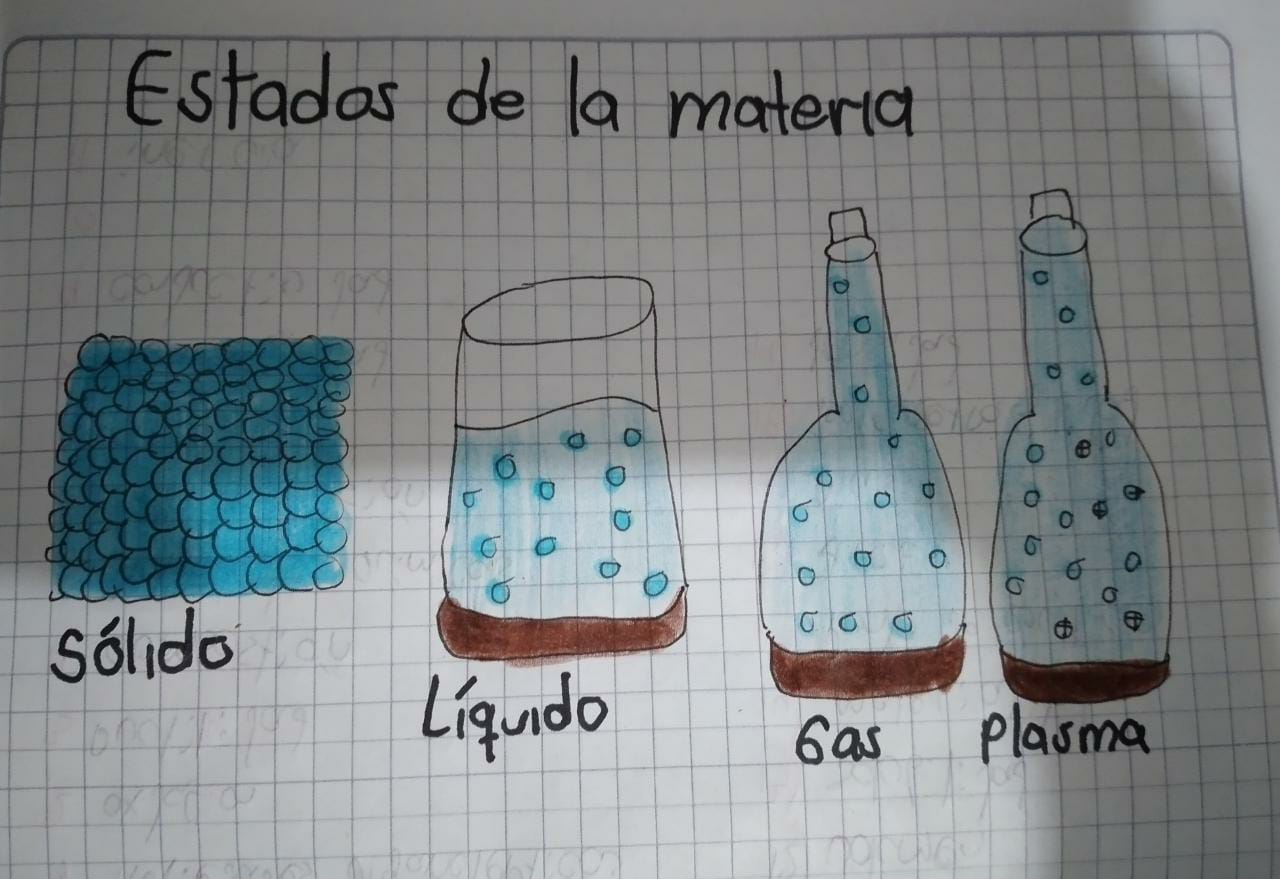 Estados de la materia
Sólido
Líquido
Gas
Plasma